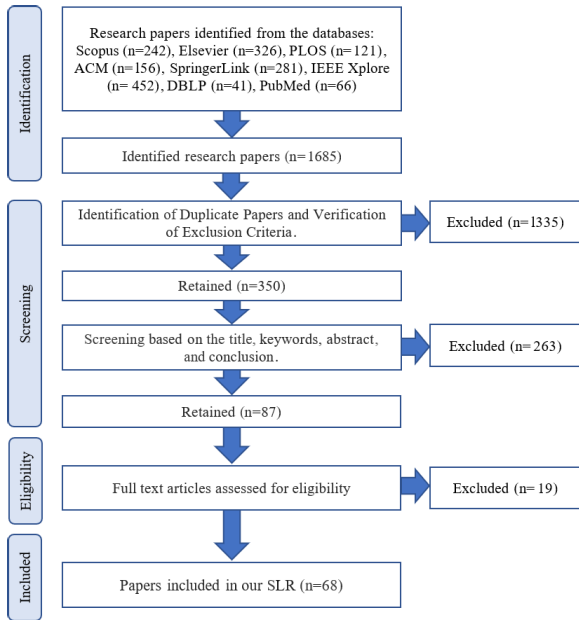 Identification
Research papers identified from the databases:
Scopus (n=242), Elsevier (n=326), PLOS (n=121),
ACM (n=l56), SpringerLink (n=281), IEEE Xplore
(n= 452), DBLP (n=41), PubMed (n=66)
Identified research papers (n=1685)
Screening
Identification of Duplicate Papers and Verification
of Exclusion Criteria.
Excluded (n=l335)
Retained (n=350)
Screening based on the title, keywords, abstract,
and conclusion.
Excluded (n=263)
Retained (n=87)
Eligibility
Full text articles assessed for eligibility
Excluded (n=19)
Included
Papers included in our SLR (n=68)